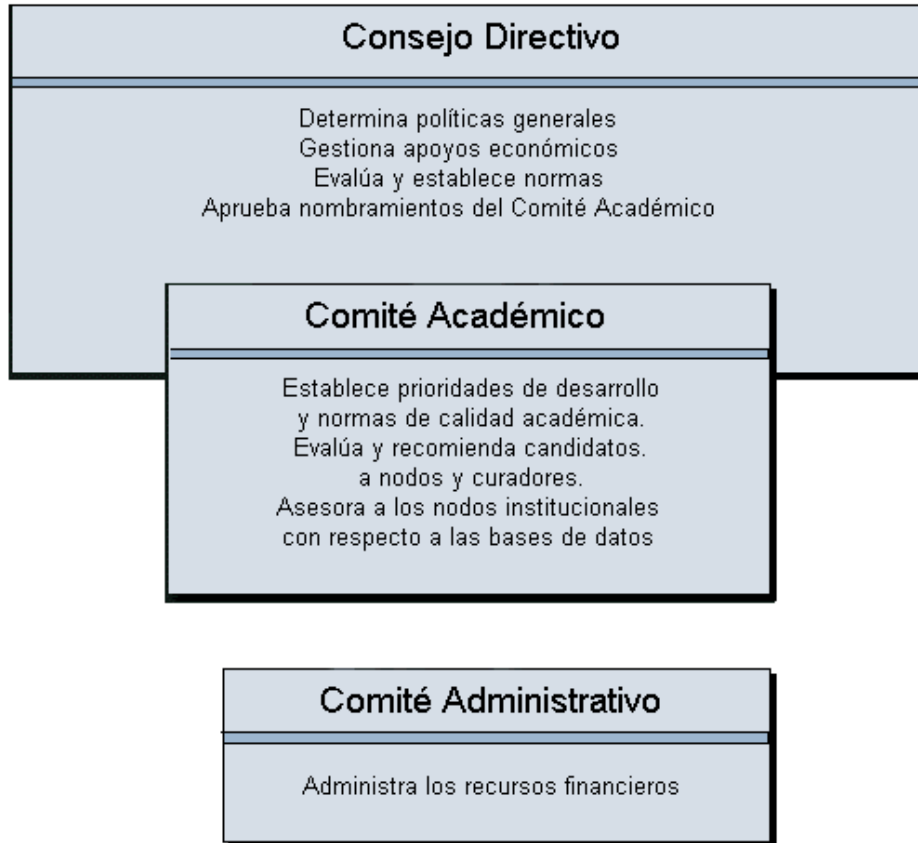 Consejo Directivo
Determina políticas generales
Gestiona apoyos económicos
Evalúa y establece normas
Aprueba nombramientos del Comité Académico
Comité Académico
Establece prioridades de desarrollo
y normas de calidad académica.
Evalúa y recomienda candidatos.
a nodos y curadores.
Asesora a los nodos institucionales
con respecto a las bases de datos
Comité Administrativo
Administra los recursos financieros